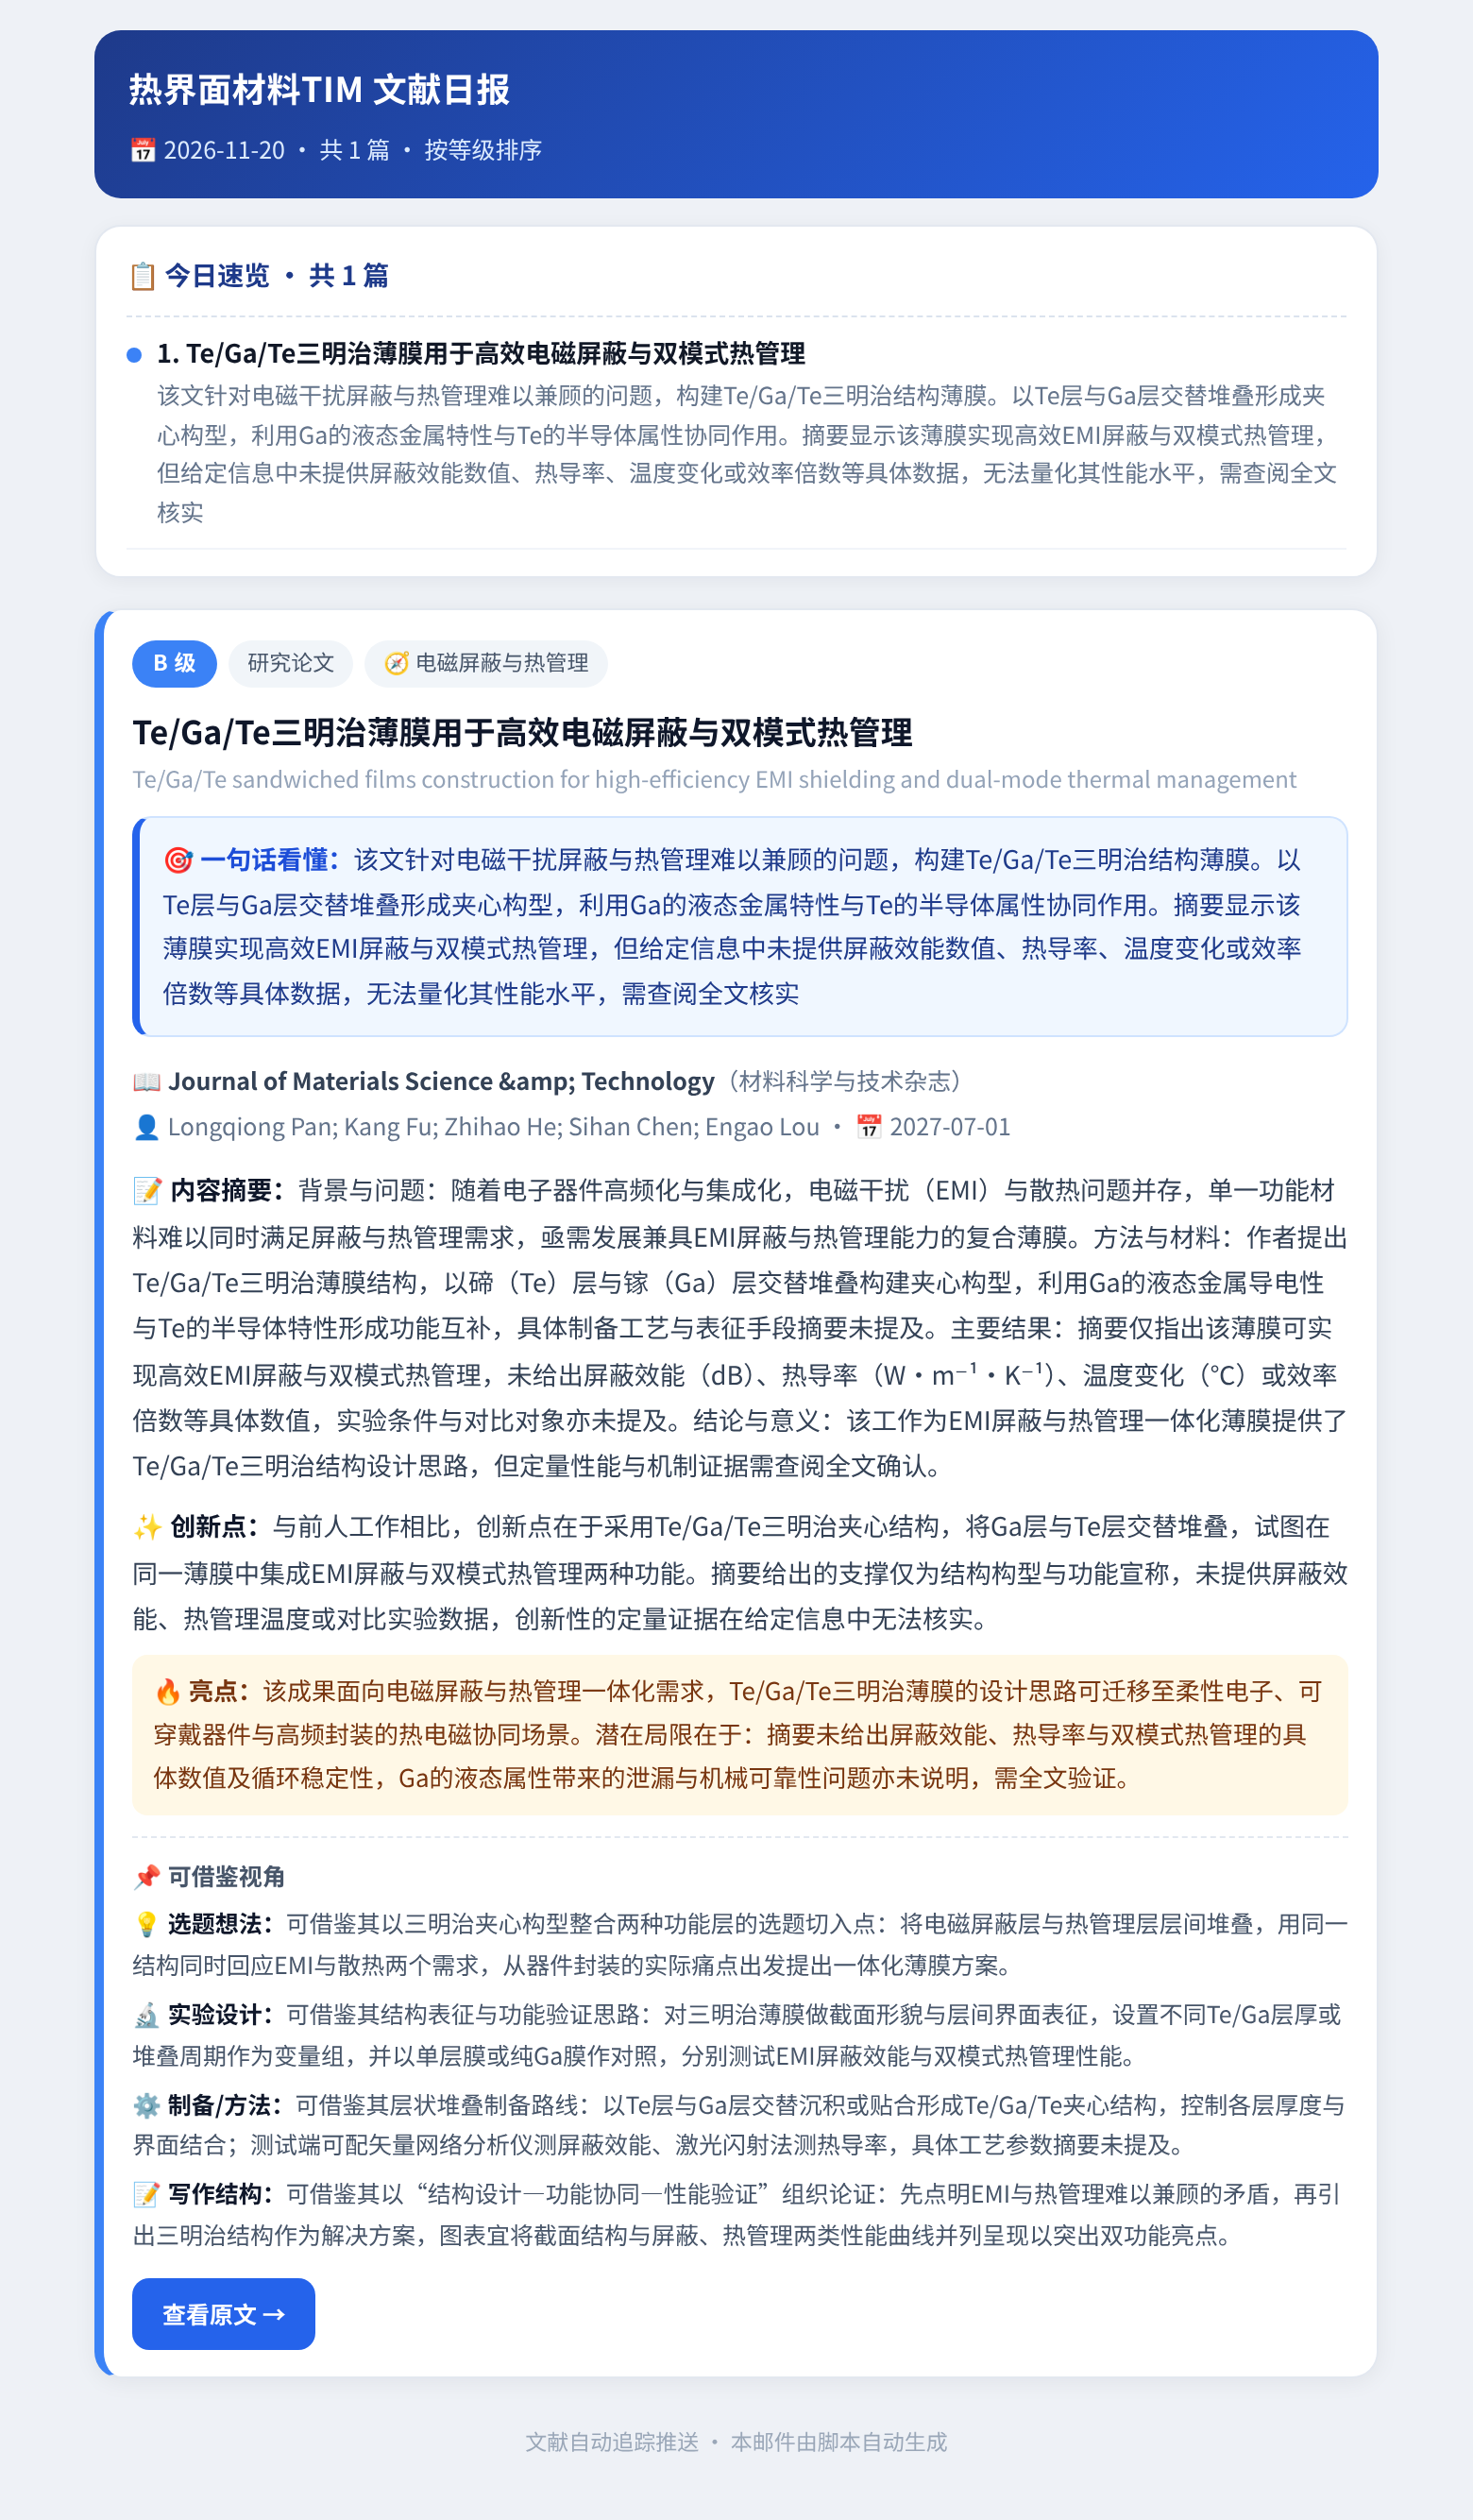 热界面材料TIM 文献日报
📅 2026-11-20 · 共 1 篇 · 按等级排序
📋 今日速览 · 共 1 篇
1. Te/Ga/Te三明治薄膜用于高效电磁屏蔽与双模式热管理
该文针对电磁干扰屏蔽与热管理难以兼顾的问题，构建Te/Ga/Te三明治结构薄膜。以Te层与Ga层交替堆叠形成夹
心构型，利用Ga的液态金属特性与Te的半导体属性协同作用。摘要显示该薄膜实现高效EMI屏蔽与双模式热管理，
但给定信息中未提供屏蔽效能数值、热导率、温度变化或效率倍数等具体数据，无法量化其性能水平，需查阅全文
核实
B 级
研究论文
🧭 电磁屏蔽与热管理
Te/Ga/Te三明治薄膜用于高效电磁屏蔽与双模式热管理
Te/Ga/Te sandwiched films construction for high-efficiency EMI shielding and dual-mode thermal management
🎯 一句话看懂：该文针对电磁干扰屏蔽与热管理难以兼顾的问题，构建Te/Ga/Te三明治结构薄膜。以
Te层与Ga层交替堆叠形成夹心构型，利用Ga的液态金属特性与Te的半导体属性协同作用。摘要显示该
薄膜实现高效EMI屏蔽与双模式热管理，但给定信息中未提供屏蔽效能数值、热导率、温度变化或效率
倍数等具体数据，无法量化其性能水平，需查阅全文核实
📖 Journal of Materials Science &amp; Technology（材料科学与技术杂志）
👤 Longqiong Pan; Kang Fu; Zhihao He; Sihan Chen; Engao Lou · 📅 2027-07-01
📝 内容摘要：背景与问题：随着电子器件高频化与集成化，电磁干扰（EMI）与散热问题并存，单一功能材
料难以同时满足屏蔽与热管理需求，亟需发展兼具EMI屏蔽与热管理能力的复合薄膜。方法与材料：作者提出
Te/Ga/Te三明治薄膜结构，以碲（Te）层与镓（Ga）层交替堆叠构建夹心构型，利用Ga的液态金属导电性
与Te的半导体特性形成功能互补，具体制备工艺与表征手段摘要未提及。主要结果：摘要仅指出该薄膜可实
现高效EMI屏蔽与双模式热管理，未给出屏蔽效能（dB）、热导率（W·m⁻¹·K⁻¹）、温度变化（℃）或效率
倍数等具体数值，实验条件与对比对象亦未提及。结论与意义：该工作为EMI屏蔽与热管理一体化薄膜提供了
Te/Ga/Te三明治结构设计思路，但定量性能与机制证据需查阅全文确认。
✨ 创新点：与前人工作相比，创新点在于采用Te/Ga/Te三明治夹心结构，将Ga层与Te层交替堆叠，试图在
同一薄膜中集成EMI屏蔽与双模式热管理两种功能。摘要给出的支撑仅为结构构型与功能宣称，未提供屏蔽效
能、热管理温度或对比实验数据，创新性的定量证据在给定信息中无法核实。
🔥 亮点：该成果面向电磁屏蔽与热管理一体化需求，Te/Ga/Te三明治薄膜的设计思路可迁移至柔性电子、可
穿戴器件与高频封装的热电磁协同场景。潜在局限在于：摘要未给出屏蔽效能、热导率与双模式热管理的具
体数值及循环稳定性，Ga的液态属性带来的泄漏与机械可靠性问题亦未说明，需全文验证。
📌 可借鉴视角
💡 选题想法：可借鉴其以三明治夹心构型整合两种功能层的选题切入点：将电磁屏蔽层与热管理层层间堆叠，用同一
结构同时回应EMI与散热两个需求，从器件封装的实际痛点出发提出一体化薄膜方案。
🔬 实验设计：可借鉴其结构表征与功能验证思路：对三明治薄膜做截面形貌与层间界面表征，设置不同Te/Ga层厚或
堆叠周期作为变量组，并以单层膜或纯Ga膜作对照，分别测试EMI屏蔽效能与双模式热管理性能。
⚙️ 制备/方法：可借鉴其层状堆叠制备路线：以Te层与Ga层交替沉积或贴合形成Te/Ga/Te夹心结构，控制各层厚度与
界面结合；测试端可配矢量网络分析仪测屏蔽效能、激光闪射法测热导率，具体工艺参数摘要未提及。
📝 写作结构：可借鉴其以“结构设计—功能协同—性能验证”组织论证：先点明EMI与热管理难以兼顾的矛盾，再引
出三明治结构作为解决方案，图表宜将截面结构与屏蔽、热管理两类性能曲线并列呈现以突出双功能亮点。
查看原文 →
文献自动追踪推送 · 本邮件由脚本自动生成